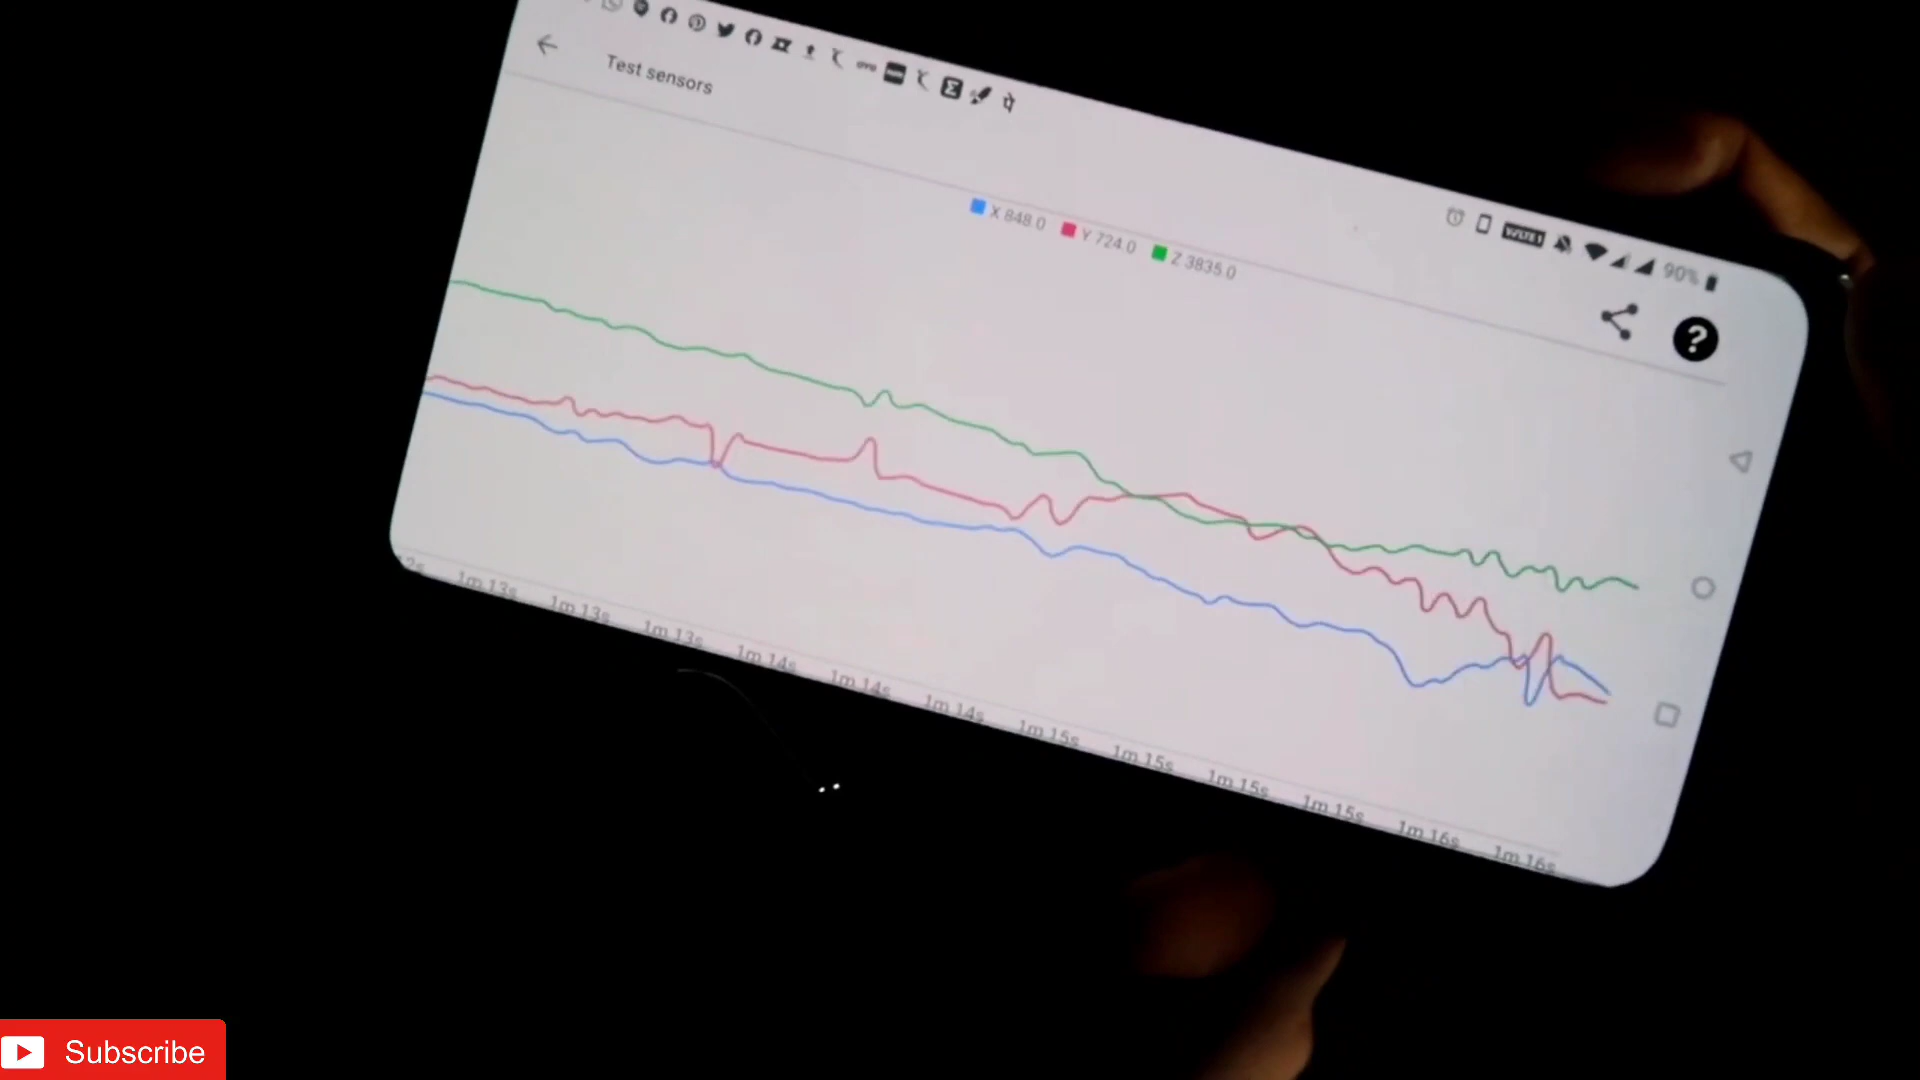 Test sensors
90%
X 848.0 Y 724.0 Z 3835.0
?
2s 1m 13s 1m 13s 1m 13s 1m 14s 1m 14s 1m 14s 1m 15s 1m 15s 1m 15s 1m 15s 1m 16s 1m 16s
Subscribe